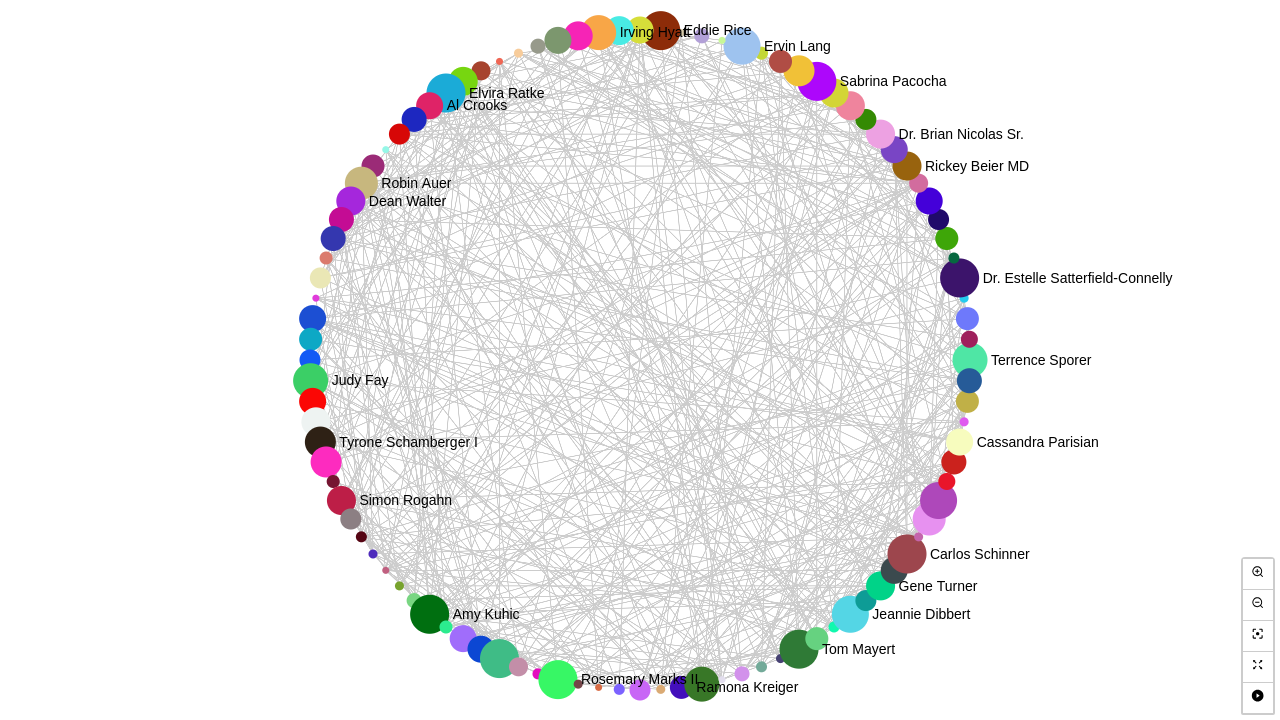 Eddie Rice
Irving Hyatt
Ervin Lang
Sabrina Pacocha
Elvira Ratke
Al Crooks
Dr. Brian Nicolas Sr.
Rickey Beier MD
Robin Auer
Dean Walter
Dr. Estelle Satterfield-Connelly
Terrence Sporer
Judy Fay
Tyrone Schamberger I
Cassandra Parisian
Simon Rogahn
Carlos Schinner
Gene Turner
Amy Kuhic
Jeannie Dibbert
Tom Mayert
Rosemary Marks II
Ramona Kreiger